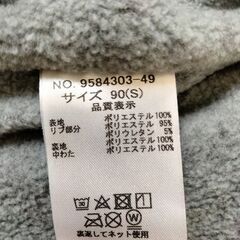 NO. 9584303-49
サイズ 90(S)
品質表示
表地 ポリエステル100%
リブ部分 ポリエステル 95%
ポリウレタン 5%
裏地 ポリエステル100%
中わた ポリエステル100%
裏返してネット使用